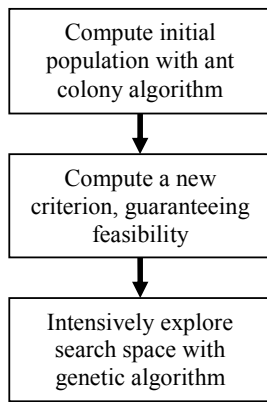 Compute initial
population with ant
colony algorithm
Compute a new
criterion, guaranteeing
feasibility
Intensively explore
search space with
genetic algorithm